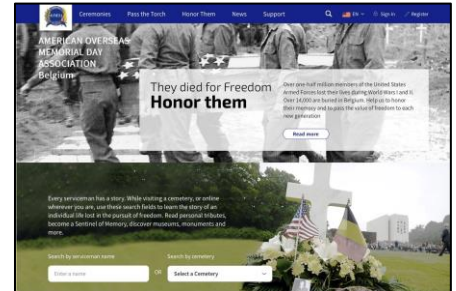 Ceremonies Pass the Torch Honor Them News Support EN Sign in Register
AMERICAN OVERSEAS
MEMORIAL DAY
ASSOCIATION
Belgium
They died for Freedom
Honor them
Over one half million members of the United States
Armed Forces lost their lives during World Wars I and II.
Over 14,000 are buried in Belgium. Help us to honor
their memory and to pass the value of freedom to each
new generation
Read more
Every serviceman has a story. While visiting a cemetery, or online
wherever you are, use these search fields to learn the story of an
individual life lost in the pursuit of freedom. Read personal tributes,
become a Sentinel of Memory, discover museums, monuments and
more.
Search by serviceman name Search by cemetery
Enter a name OR Select a Cemetery